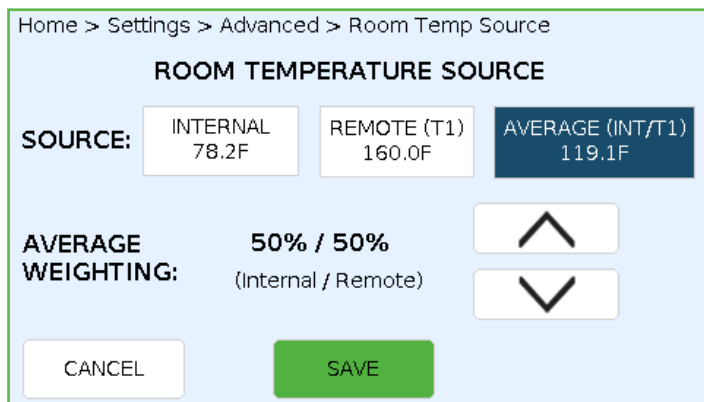 Home > Settings > Advanced > Room Temp Source
ROOM TEMPERATURE SOURCE
SOURCE:
INTERNAL
78.2F
REMOTE (T1)
160.0F
AVERAGE (INT/T1)
119.1F
AVERAGE
WEIGHTING:
50% / 50%
(Internal / Remote)
CANCEL
SAVE